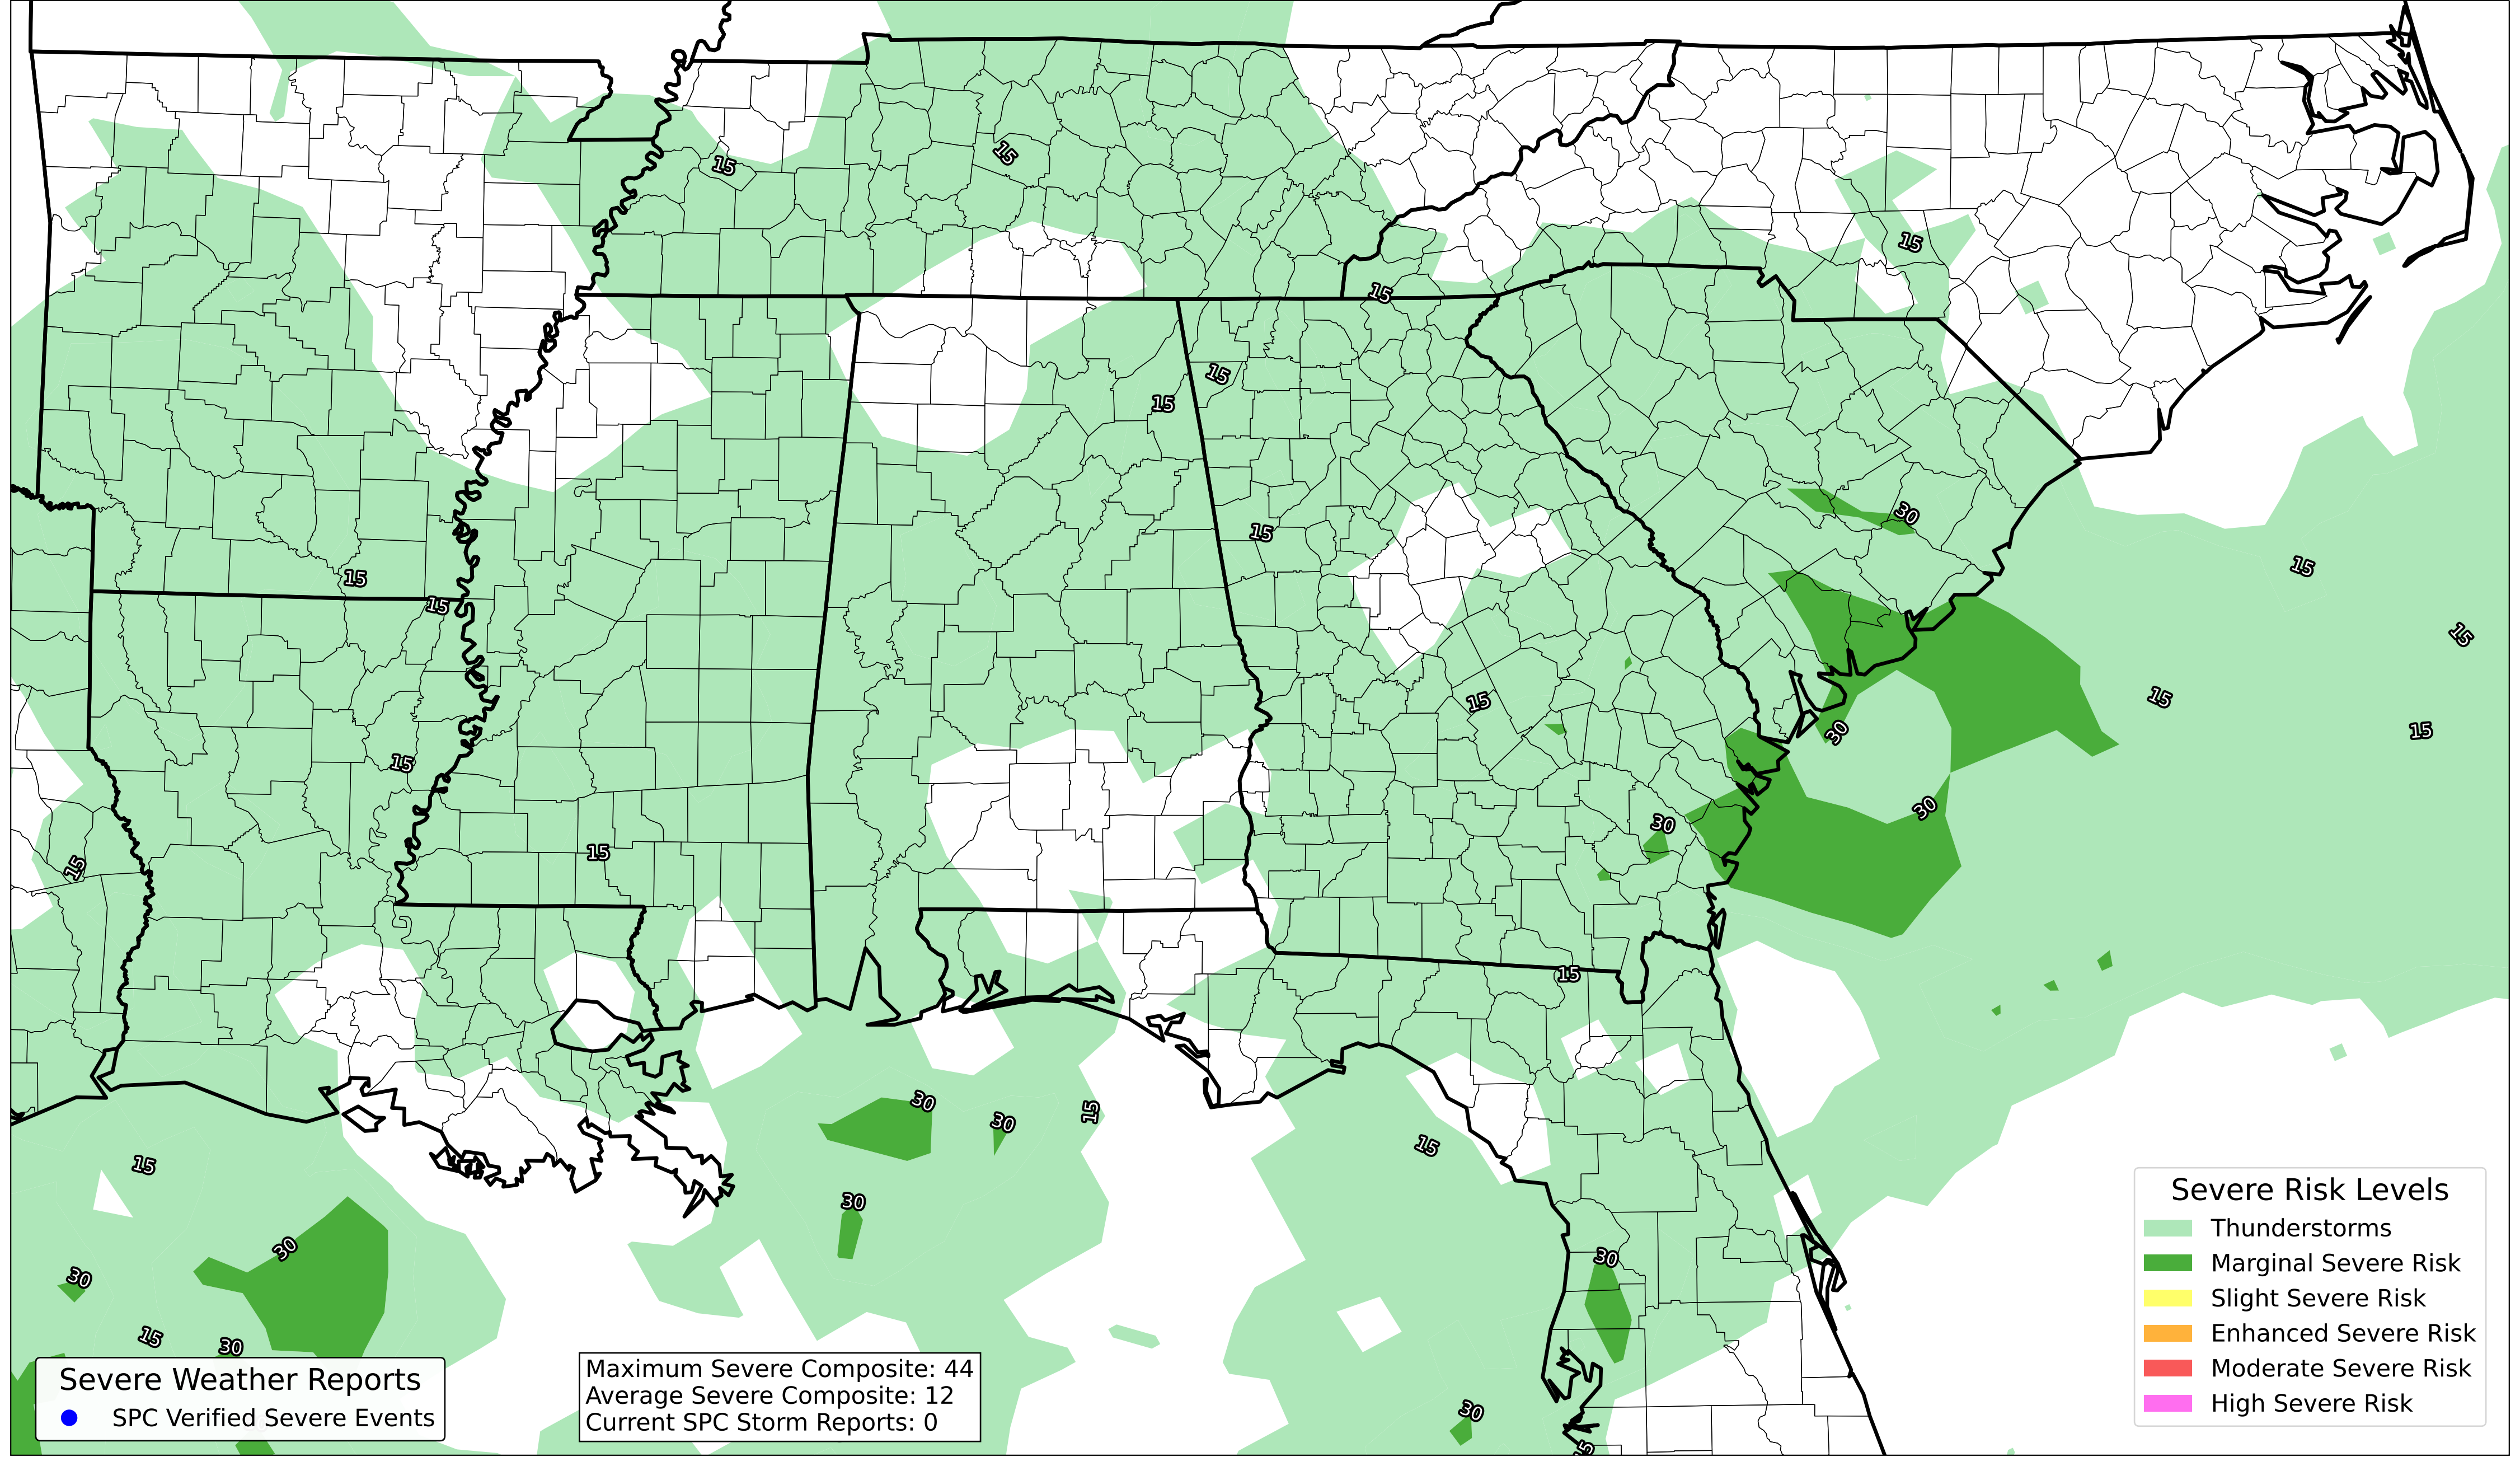 15
15
15
15
15
15
30
15
15
15
15
15
15
15
15
30
15
15
30
30
15
15
30
15
30
15
15
30
30
30
30
15
30
30
15
Severe Risk Levels
Thunderstorms
Marginal Severe Risk
Slight Severe Risk
Enhanced Severe Risk
Moderate Severe Risk
High Severe Risk
Severe Weather Reports
SPC Verified Severe Events
Maximum Severe Composite: 44
Average Severe Composite: 12
Current SPC Storm Reports: 0